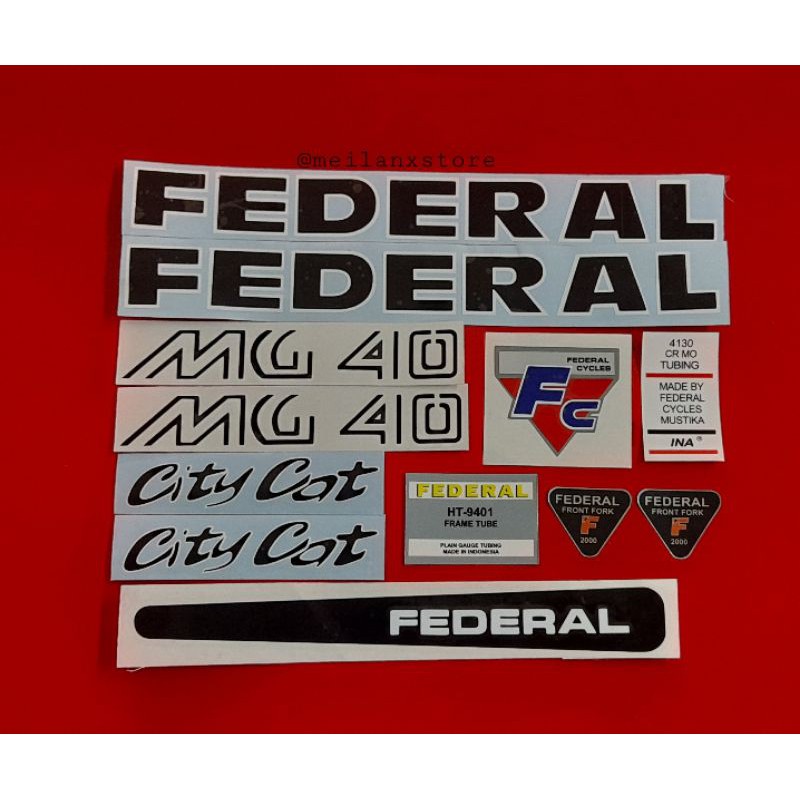 @meilanxstore
FEDERAL
FEDERAL
MG 40
MG 40
FEDERAL
CYCLES
FC
4130
CR MO
TUBING
MADE BY
FEDERAL
CYCLES
MUSTIKA
INA®
City Cat
City Cat
FEDERAL
HT-9401
FRAME TUBE
PLAIN GAUGE TUBING
MADE IN INDONESIA
FEDERAL
FRONT FORK
F
2000
FEDERAL
FRONT FORK
F
2000
FEDERAL